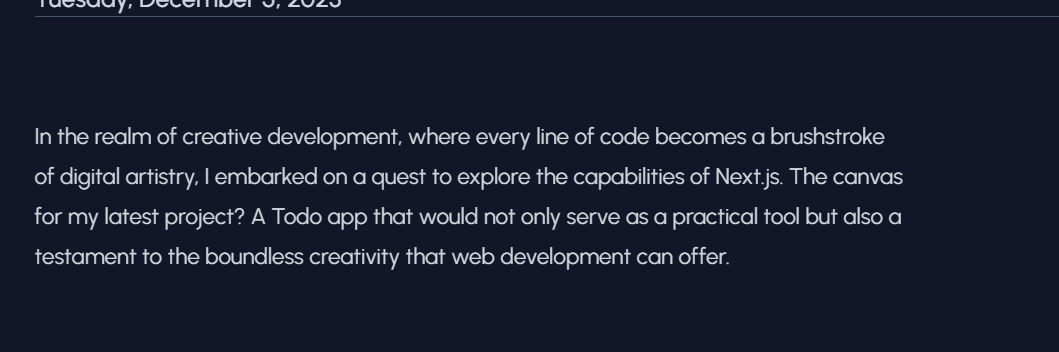 Tuesday, December 5, 2023
In the realm of creative development, where every line of code becomes a brushstroke
of digital artistry, I embarked on a quest to explore the capabilities of Next.js. The canvas
for my latest project? A Todo app that would not only serve as a practical tool but also a
testament to the boundless creativity that web development can offer.